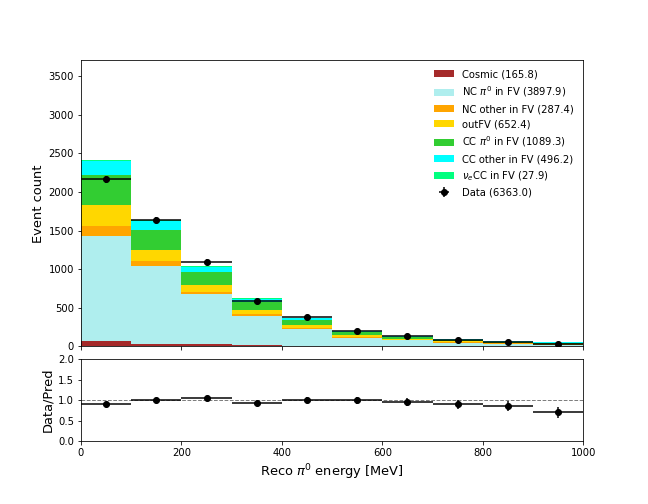 3500
3000
2500
2000
1500
1000
500
0
Event count
Cosmic (165.8)
NC π⁰ in FV (3897.9)
NC other in FV (287.4)
outFV (652.4)
CC π⁰ in FV (1089.3)
CC other in FV (496.2)
νₑCC in FV (27.9)
Data (6363.0)
2.0
1.5
1.0
0.5
0.0
Data/Pred
0 200 400 600 800 1000
Reco π⁰ energy [MeV]